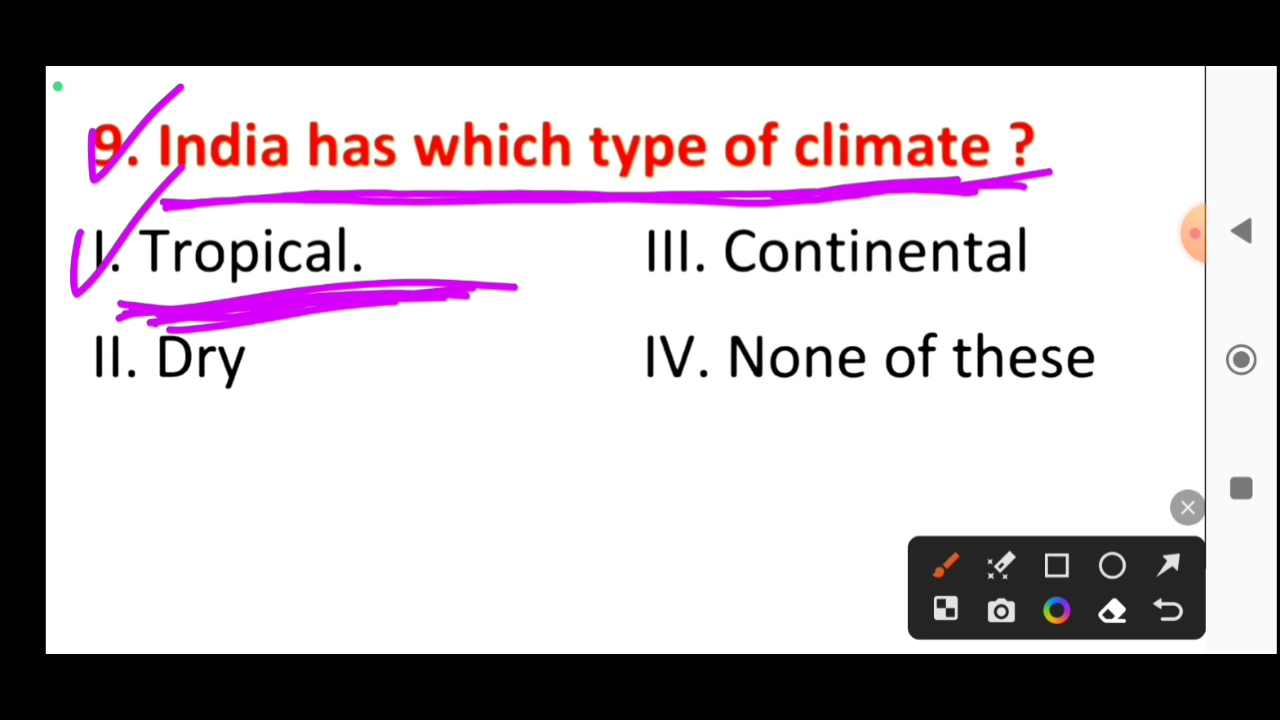 9. India has which type of climate ?
I. Tropical.
III. Continental
II. Dry
IV. None of these